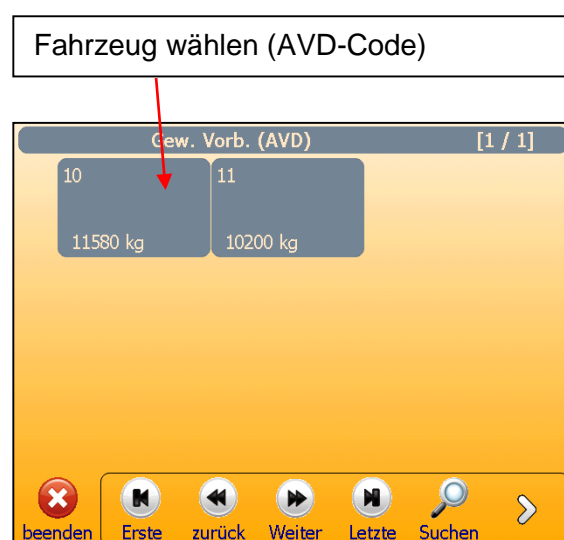 Fahrzeug wählen (AVD-Code)
Gew. Vorb. (AVD) [1 / 1]
10 11
11580 kg 10200 kg
beenden Erste zurück Weiter Letzte Suchen